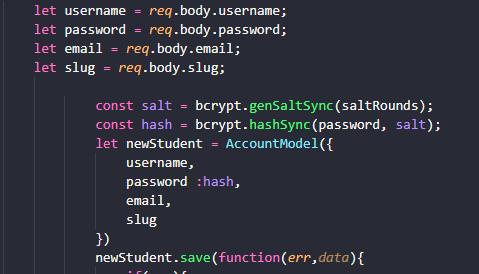 let username = req.body.username;
let password = req.body.password;
let email = req.body.email;
let slug = req.body.slug;
const salt = bcrypt.genSaltSync(saltRounds);
const hash = bcrypt.hashSync(password, salt);
let newStudent = AccountModel({
username,
password :hash,
email,
slug
})
newStudent.save(function(err,data){